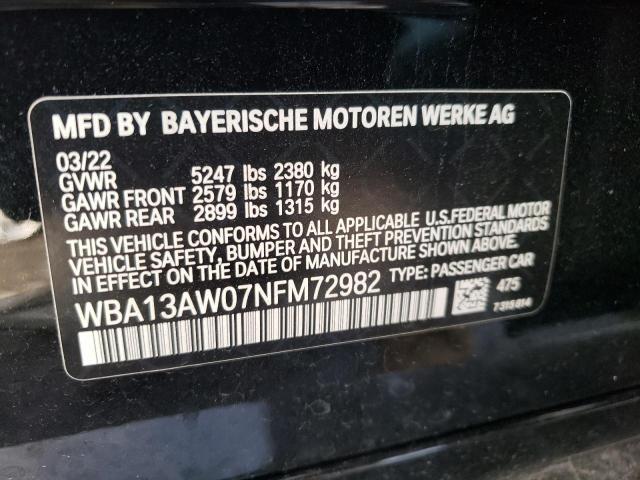 MFD BY BAYERISCHE MOTOREN WERKE AG
03/22
GVWR 5247 lbs 2380 kg
GAWR FRONT 2579 lbs 1170 kg
GAWR REAR 2899 lbs 1315 kg
THIS VEHICLE CONFORMS TO ALL APPLICABLE U.S.FEDERAL MOTOR
VEHICLE SAFETY, BUMPER AND THEFT PREVENTION STANDARDS
IN EFFECT ON THE DATE OF MANUFACTURE SHOWN ABOVE.
WBA13AW07NFM72982 TYPE: PASSENGER CAR
475
7315814